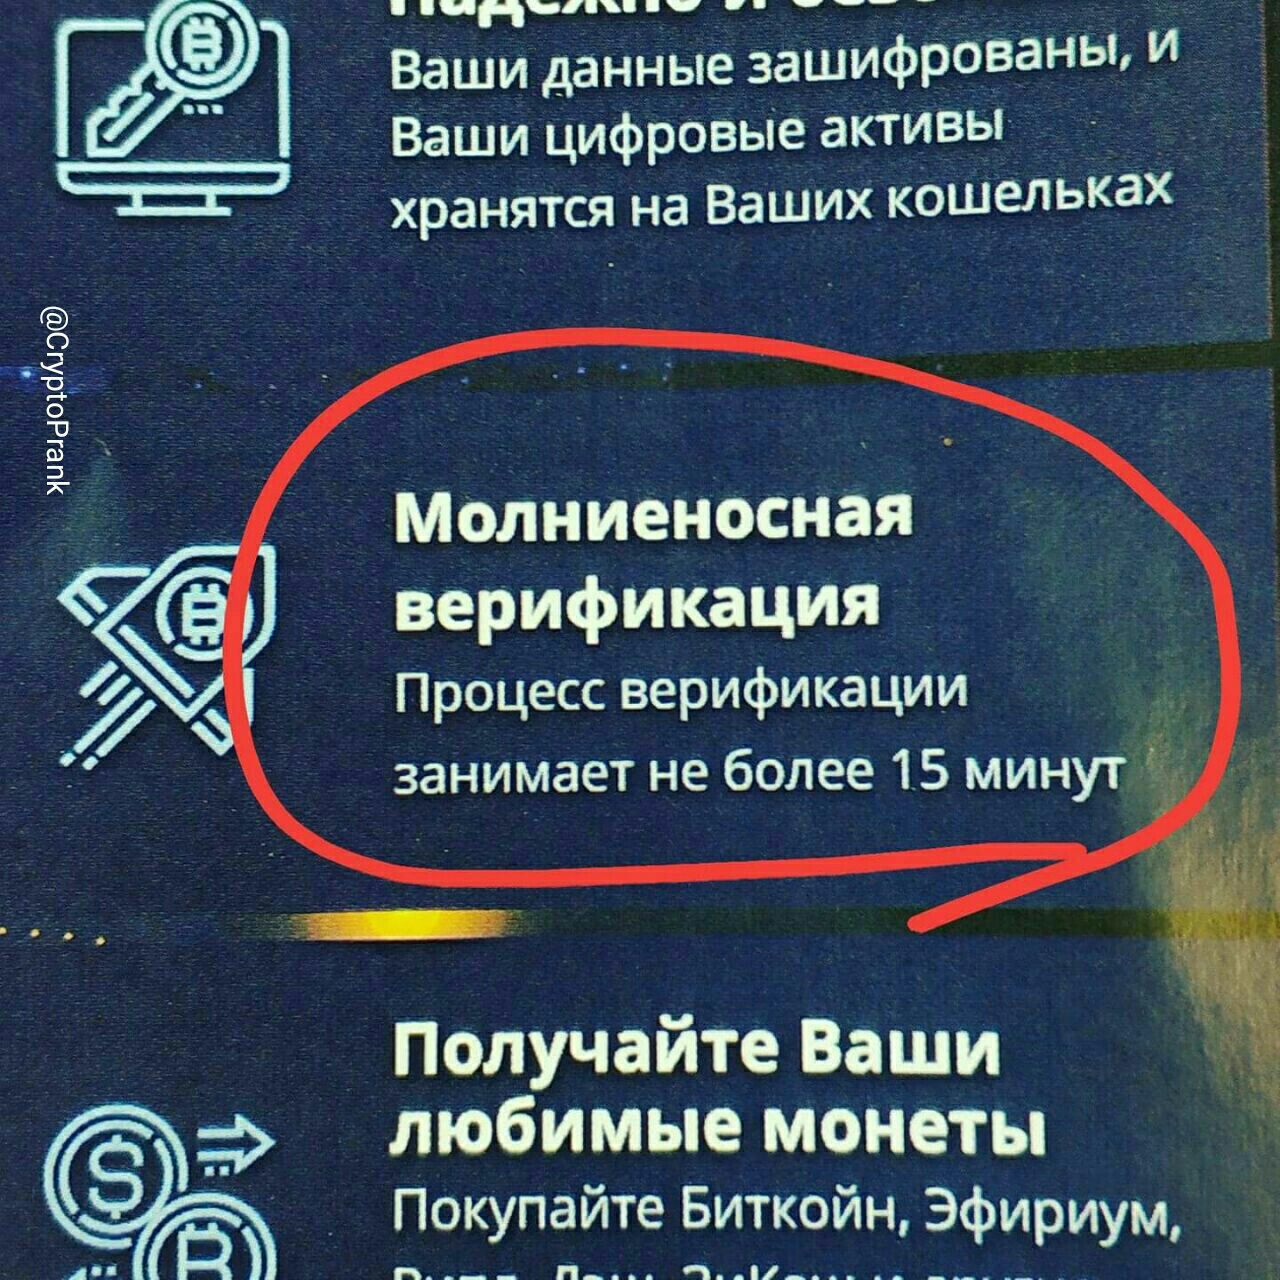 Надежно и
Ваши данные зашифрованы, и
Ваши цифровые активы
хранятся на Ваших кошельках
@CryptoPrank
Молниеносная
верификация
Процесс верификации
занимает не более 15 минут
Получайте Ваши
любимые монеты
Покупайте Биткойн, Эфириум,